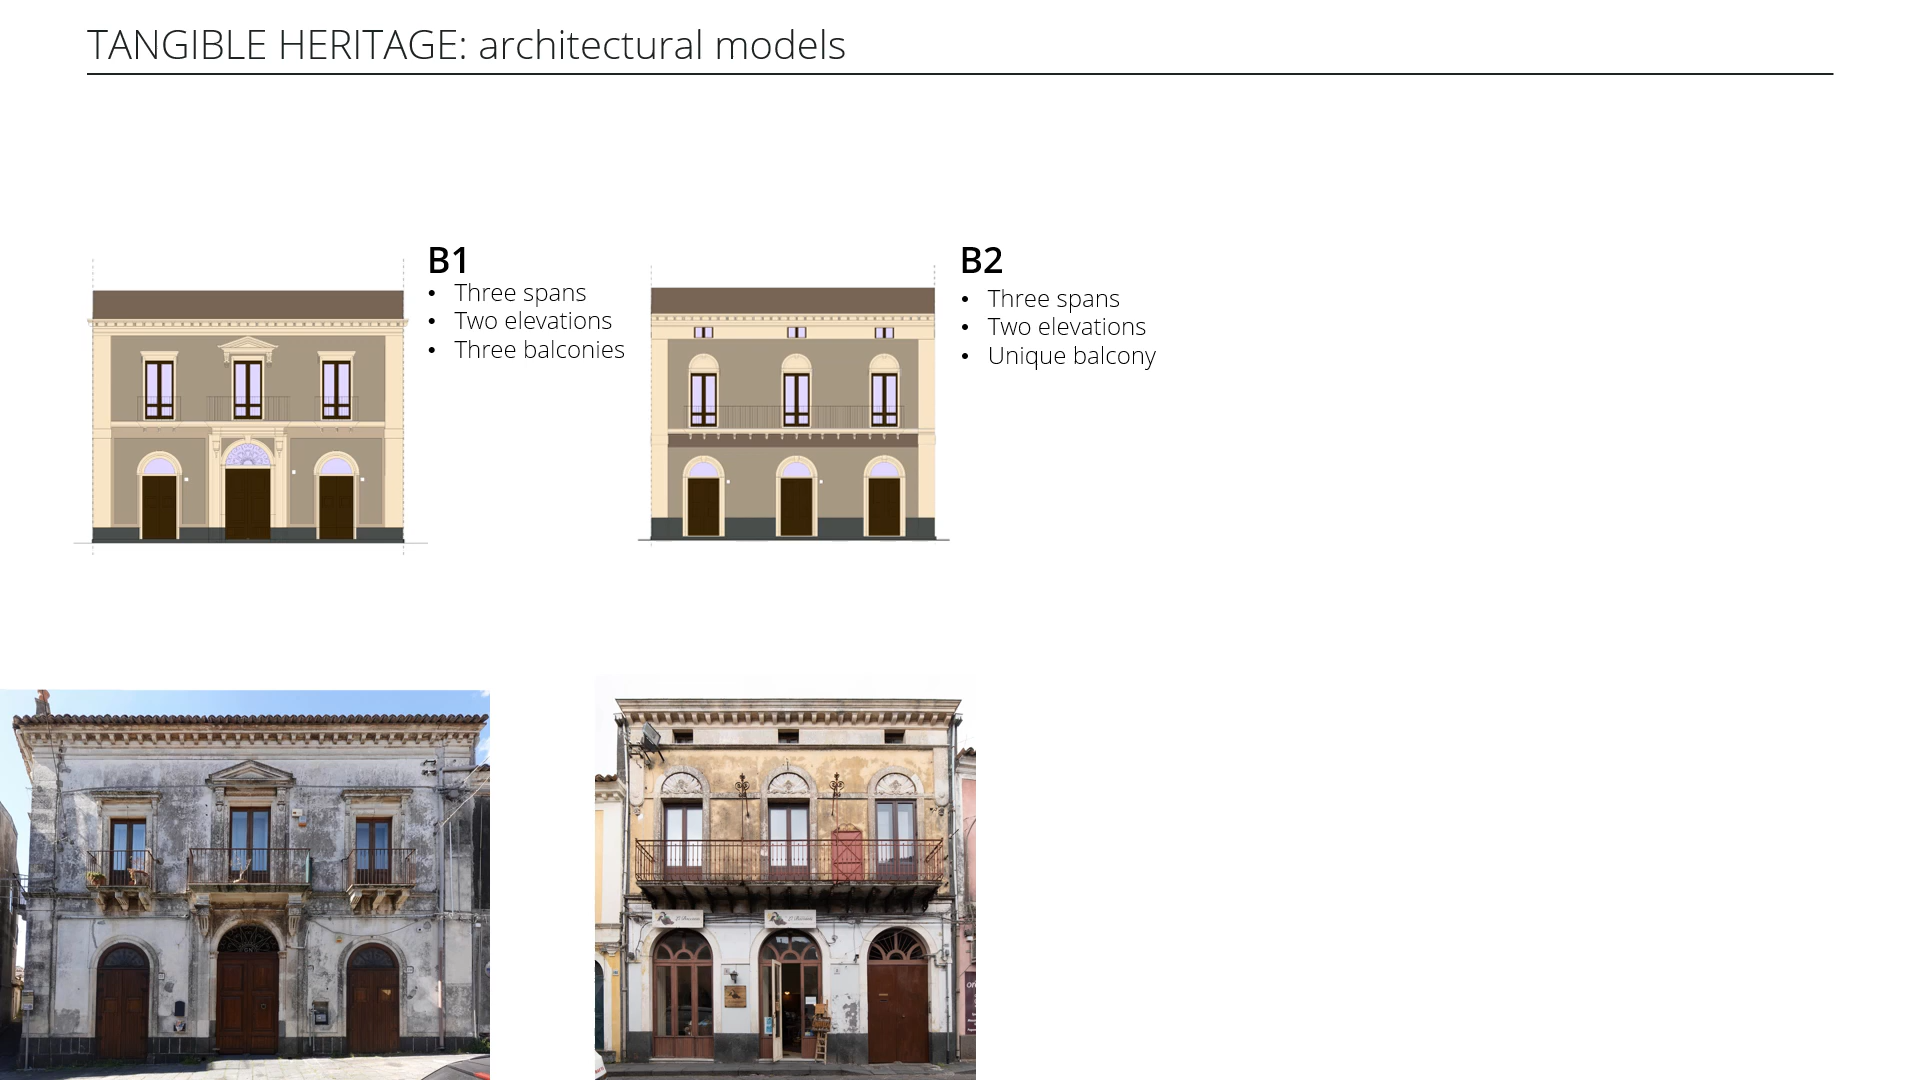 TANGIBLE HERITAGE: architectural models
B1
• Three spans
• Two elevations
• Three balconies
B2
• Three spans
• Two elevations
• Unique balcony